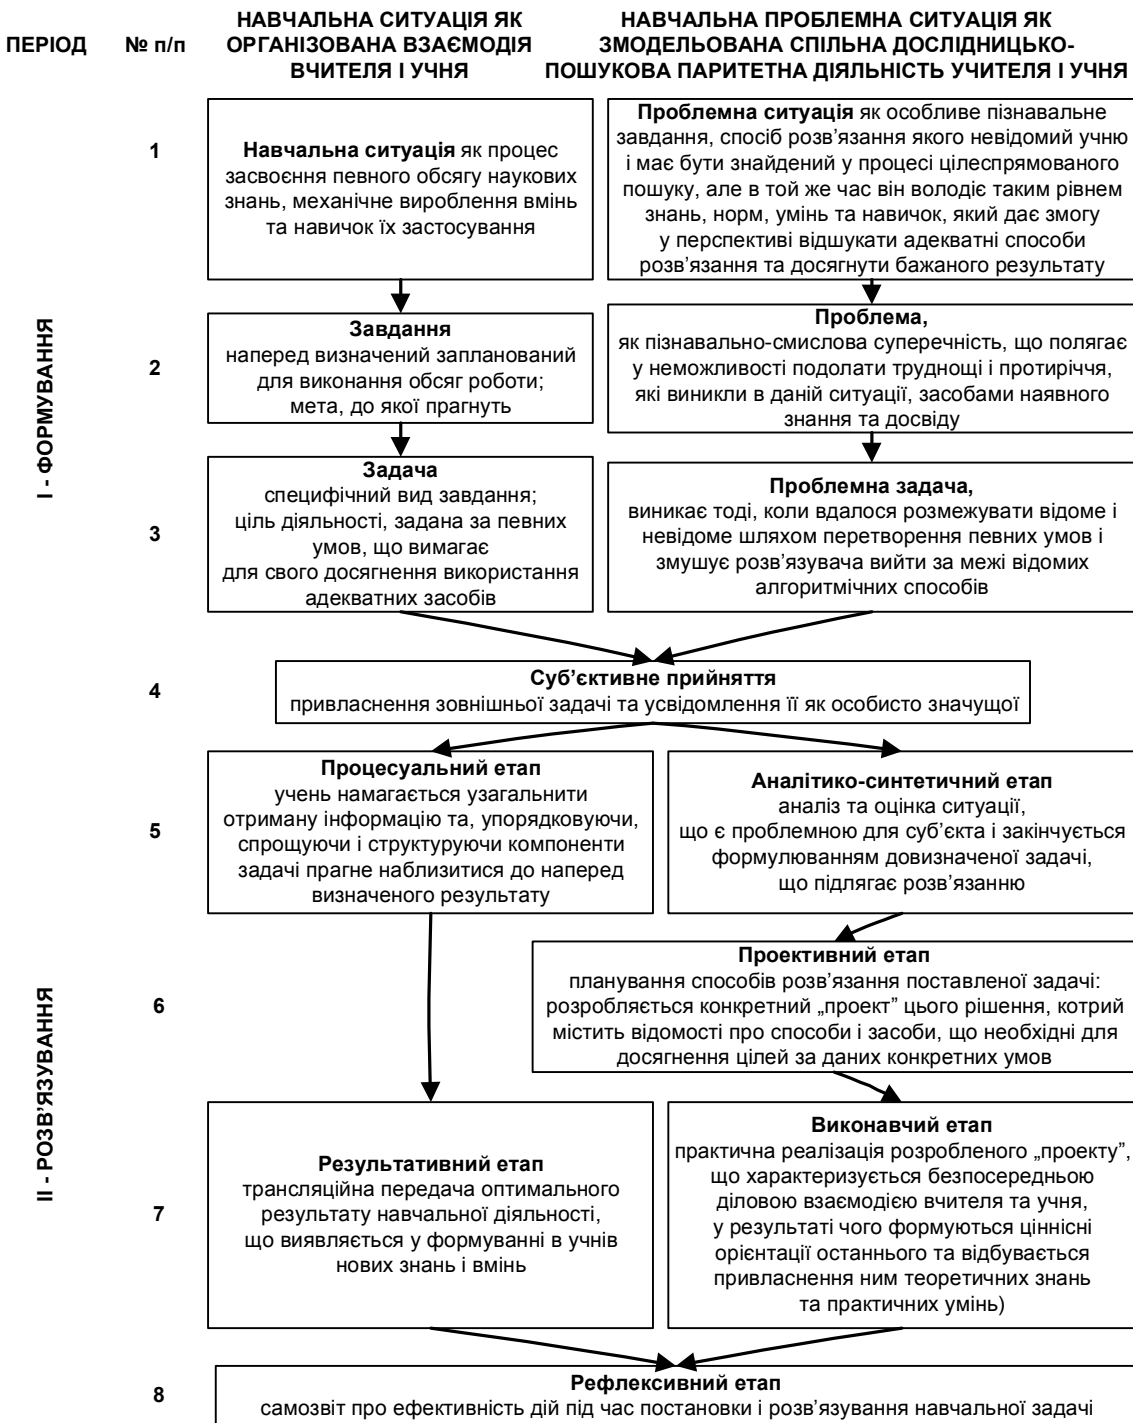 ПЕРІОД
№ п/п
НАВЧАЛЬНА СИТУАЦІЯ ЯК
ОРГАНІЗОВАНА ВЗАЄМОДІЯ
ВЧИТЕЛЯ І УЧНЯ
НАВЧАЛЬНА ПРОБЛЕМНА СИТУАЦІЯ ЯК
ЗМОДЕЛЬОВАНА СПІЛЬНА ДОСЛІДНИЦЬКО-
ПОШУКОВА ПАРИТЕТНА ДІЯЛЬНІСТЬ УЧИТЕЛЯ І УЧНЯ
І - ФОРМУВАННЯ
1
Навчальна ситуація як процес
засвоєння певного обсягу наукових
знань, механічне вироблення вмінь
та навичок їх застосування
Проблемна ситуація як особливе пізнавальне
завдання, спосіб розв’язання якого невідомий учню
і має бути знайдений у процесі цілеспрямованого
пошуку, але в той же час він володіє таким рівнем
знань, норм, умінь та навичок, який дає змогу
у перспективі відшукати адекватні способи
розв’язання та досягнути бажаного результату
2
Завдання
наперед визначений запланований
для виконання обсяг роботи;
мета, до якої прагнуть
Проблема,
як пізнавально-смислова суперечність, що полягає
у неможливості подолати труднощі і протиріччя,
які виникли в даній ситуації, засобами наявного
знання та досвіду
3
Задача
специфічний вид завдання;
ціль діяльності, задана за певних
умов, що вимагає
для свого досягнення використання
адекватних засобів
Проблемна задача,
виникає тоді, коли вдалося розмежувати відоме і
невідоме шляхом перетворення певних умов і
змушує розв’язувача вийти за межі відомих
алгоритмічних способів
4
Суб’єктивне прийняття
привласнення зовнішньої задачі та усвідомлення її як особисто значущої
ІІ - РОЗВ’ЯЗУВАННЯ
5
Процесуальний етап
учень намагається узагальнити
отриману інформацію та, упорядковуючи,
спрощуючи і структуруючи компоненти
задачі прагне наблизитися до наперед
визначеного результату
Аналітико-синтетичний етап
аналіз та оцінка ситуації,
що є проблемною для суб’єкта і закінчується
формулюванням довизначеної задачі,
що підлягає розв’язанню
6
Проективний етап
планування способів розв’язання поставленої задачі:
розробляється конкретний „проект” цього рішення, котрий
містить відомості про способи і засоби, що необхідні для
досягнення цілей за даних конкретних умов
7
Результативний етап
трансляційна передача оптимального
результату навчальної діяльності,
що виявляється у формуванні в учнів
нових знань і вмінь
Виконавчий етап
практична реалізація розробленого „проекту”,
що характеризується безпосередньою
діловою взаємодією вчителя та учня,
у результаті чого формуються ціннісні
орієнтації останнього та відбувається
привласнення ним теоретичних знань
та практичних умінь)
8
Рефлексивний етап
самозвіт про ефективність дій під час постановки і розв’язування навчальної задачі